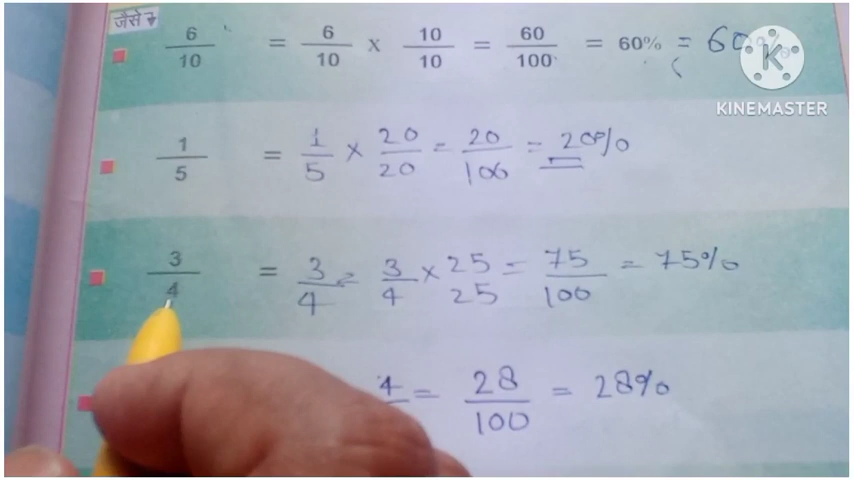 जैसे →
6/10 = 6/10 x 10/10 = 60/100 = 60% = 60%
KINEMASTER
1/5 = 1/5 × 20/20 = 20/100 = 20%
3/4 = 3/4 = 3/4 × 25/25 = 75/100 = 75%
4 = 28/100 = 28%